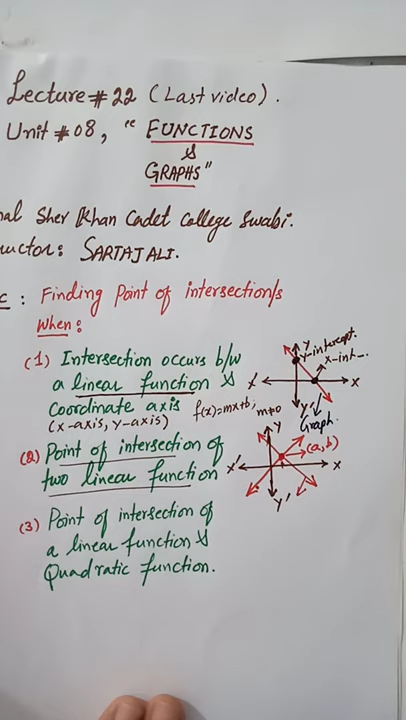 Lecture # 22 (Last video).
Unit # 08, " FUNCTIONS
&
GRAPHS"
nal Sher Khan Cadet College Swabi.
uctor: SARTAJ ALI.
c : Finding Point of intersection/s
When:
(1) Intersection occurs b/w
a linear function &
Coordinate axis
(x-axis, y-axis)
f(x)=mx+b; m≠0
Y
y-intercept.
x-int-.
X'
X
Y'
Graph.
(2) Point of intersection of
two linear function
Y
(a, b)
X'
X
Y'
(3) Point of intersection of
a linear function &
Quadratic function.